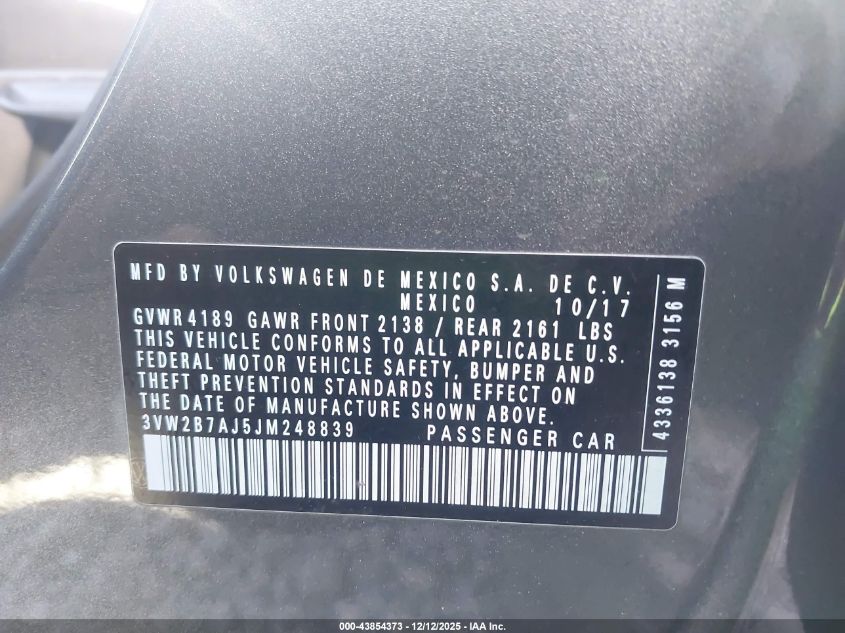 MFD BY VOLKSWAGEN DE MEXICO S.A. DE C.V.
MEXICO 10/17
GVWR 4189 GAWR FRONT 2138 / REAR 2161 LBS
THIS VEHICLE CONFORMS TO ALL APPLICABLE U.S.
FEDERAL MOTOR VEHICLE SAFETY, BUMPER AND
THEFT PREVENTION STANDARDS IN EFFECT ON
THE DATE OF MANUFACTURE SHOWN ABOVE.
3VW2B7AJ5JM248839 PASSENGER CAR
4336138 3156 M
000-43854373 - 12/12/2025 - IAA Inc.